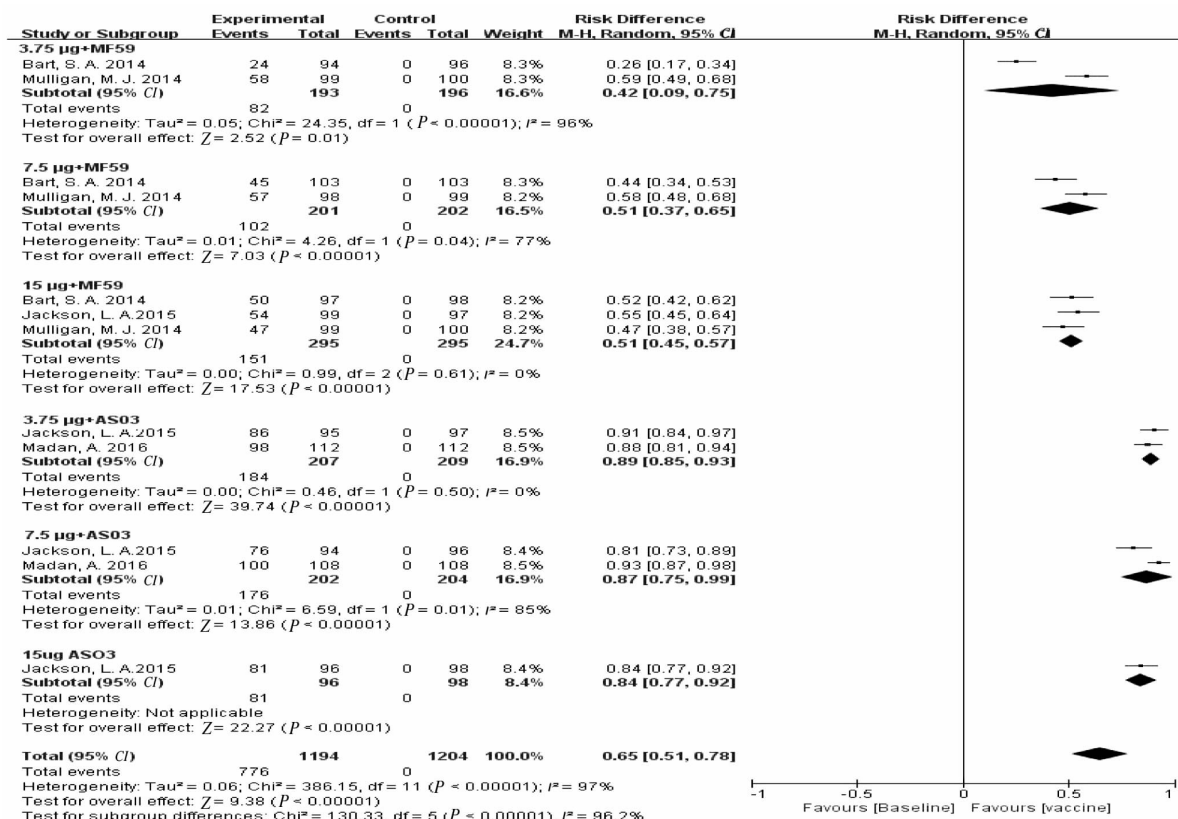 Experimental Control Risk Difference Risk Difference
Study or Subgroup Events Total Events Total Weight M-H, Random, 95% CI M-H, Random, 95% CI
3.75 µg+MF59
Bart, S. A. 2014 24 94 0 96 8.3% 0.26 [0.17, 0.34]
Mulligan, M. J. 2014 58 99 0 100 8.3% 0.59 [0.49, 0.68]
Subtotal (95% CI) 193 196 16.6% 0.42 [0.09, 0.75]
Total events 82 0
Heterogeneity: Tau² = 0.05; Chi² = 24.35, df = 1 (P < 0.00001); I² = 96%
Test for overall effect: Z = 2.52 (P = 0.01)
7.5 µg+MF59
Bart, S. A. 2014 45 103 0 103 8.3% 0.44 [0.34, 0.53]
Mulligan, M. J. 2014 57 98 0 99 8.2% 0.58 [0.48, 0.68]
Subtotal (95% CI) 201 202 16.5% 0.51 [0.37, 0.65]
Total events 102 0
Heterogeneity: Tau² = 0.01; Chi² = 4.26, df = 1 (P = 0.04); I² = 77%
Test for overall effect: Z = 7.03 (P < 0.00001)
15 µg+MF59
Bart, S. A. 2014 50 97 0 98 8.2% 0.52 [0.42, 0.62]
Jackson, L. A.2015 54 99 0 97 8.2% 0.55 [0.45, 0.64]
Mulligan, M. J. 2014 47 99 0 100 8.2% 0.47 [0.38, 0.57]
Subtotal (95% CI) 295 295 24.7% 0.51 [0.45, 0.57]
Total events 151 0
Heterogeneity: Tau² = 0.00; Chi² = 0.99, df = 2 (P = 0.61); I² = 0%
Test for overall effect: Z = 17.53 (P < 0.00001)
3.75 µg+AS03
Jackson, L. A.2015 86 95 0 97 8.5% 0.91 [0.84, 0.97]
Madan, A. 2016 98 112 0 112 8.5% 0.88 [0.81, 0.94]
Subtotal (95% CI) 207 209 16.9% 0.89 [0.85, 0.93]
Total events 184 0
Heterogeneity: Tau² = 0.00; Chi² = 0.46, df = 1 (P = 0.50); I² = 0%
Test for overall effect: Z = 39.74 (P < 0.00001)
7.5 µg+AS03
Jackson, L. A.2015 76 94 0 96 8.4% 0.81 [0.73, 0.89]
Madan, A. 2016 100 108 0 108 8.5% 0.93 [0.87, 0.98]
Subtotal (95% CI) 202 204 16.9% 0.87 [0.75, 0.99]
Total events 176 0
Heterogeneity: Tau² = 0.01; Chi² = 6.59, df = 1 (P = 0.01); I² = 85%
Test for overall effect: Z = 13.86 (P < 0.00001)
15ug ASO3
Jackson, L. A.2015 81 96 0 98 8.4% 0.84 [0.77, 0.92]
Subtotal (95% CI) 96 98 8.4% 0.84 [0.77, 0.92]
Total events 81 0
Heterogeneity: Not applicable
Test for overall effect: Z = 22.27 (P < 0.00001)
Total (95% CI) 1194 1204 100.0% 0.65 [0.51, 0.78]
Total events 776 0
Heterogeneity: Tau² = 0.06; Chi² = 386.15, df = 11 (P < 0.00001); I² = 97%
Test for overall effect: Z = 9.38 (P < 0.00001)
Test for subgroup differences: Chi² = 130.33, df = 5 (P < 0.00001), I² = 96.2%
-1 -0.5 0 0.5 1
Favours [Baseline] Favours [vaccine]